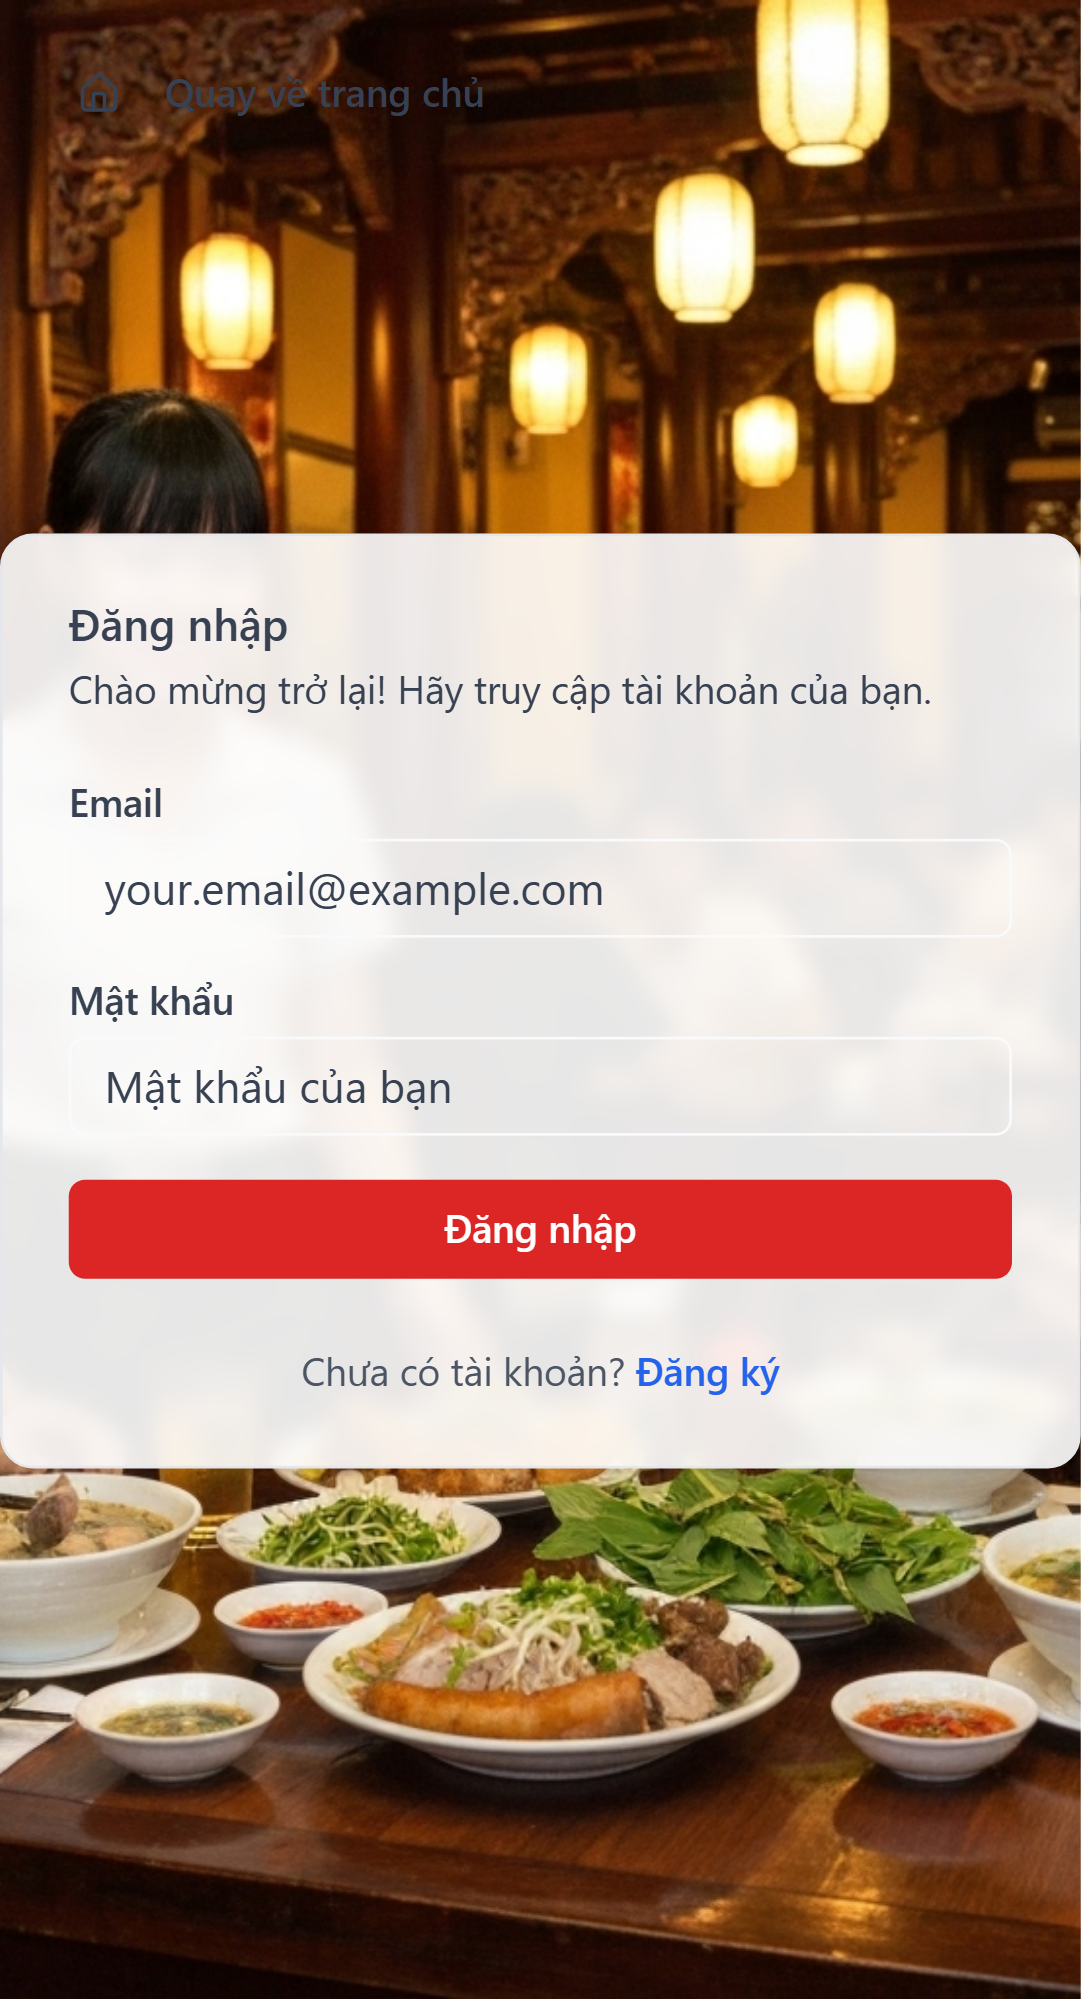 Quay về trang chủ
Đăng nhập
Chào mừng trở lại! Hãy truy cập tài khoản của bạn.
Email
your.email@example.com
Mật khẩu
Mật khẩu của bạn
Đăng nhập
Chưa có tài khoản? Đăng ký